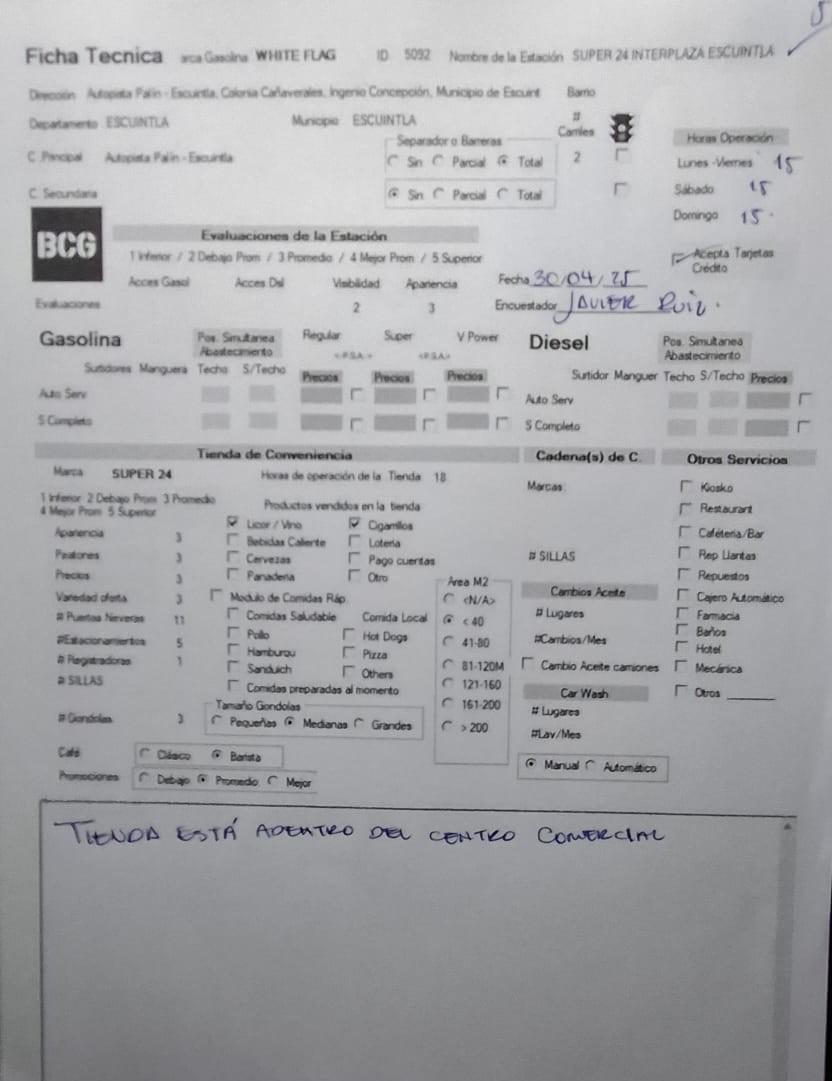 5
Ficha Tecnica arca Gasolina WHITE FLAG ID 5092 Nombre de la Estación SUPER 24 INTERPLAZA ESCUINTLA
Dirección Autopista Palín - Escuintla, Colonia Cañaverales, Ingenio Concepción, Municipio de Escuint Barrio
Departamento ESCUINTLA Municipio ESCUINTLA # Carriles
Separador o Barreras Horas Operación
C. Principal Autopista Palín - Escuintla Sin Parcial Total 2 Lunes -Viernes 15
C. Secundaria Sin Parcial Total Sábado 15
Domingo 15
BCG
Evaluaciones de la Estación
1 Inferior / 2 Debajo Prom / 3 Promedio / 4 Mejor Prom / 5 Superior Acepta Tarjetas Crédito
Acces Gasol Acces Dsl Visibilidad Apariencia Fecha 30/04/25
Evaluaciones 2 3 Encuestador JAVIER RUIZ.
Gasolina Pos. Simultanea Abastecimiento Regular Super V Power Diesel Pos. Simultanea Abastecimiento
<P.S.A.> <P.S.A.>
Surtidores Manguera Techo S/Techo Precios Precios Precios Surtidor Manguer Techo S/Techo Precios
Auto Serv Auto Serv
S Completo S Completo
Tienda de Conveniencia Cadena(s) de C. Otros Servicios
Marca SUPER 24 Horas de operación de la Tienda 18 Marcas Kiosko
1 Inferior 2 Debajo Prom 3 Promedio
4 Mejor Prom 5 Superior Productos vendidos en la tienda Restaurant
Apariencia 3 Licor / Vino Cigarrillos Cafétería/Bar
Peatones 3 Bebidas Caliente Lotería # SILLAS Rep Llantas
Precios 3 Cervezas Pago cuentas Repuestos
Variedad oferta 3 Panaderia Otro Area M2 Cambios Aceite Cajero Automático
Modulo de Comidas Ráp <N/A>
# Puertas Neveras 11 Comidas Saludable Comida Local < 40 # Lugares Farmacia
#Estacionamientos 5 Pollo Hot Dogs 41-80 #Cambios/Mes Baños
# Registradoras 1 Hamburqu Pizza 81-120M Cambio Aceite camiones Hotel
# SILLAS Sanduich Others 121-160 Car Wash Mecánica
Comidas preparadas al momento 161-200 Otros
Tamaño Gondolas # Lugares
# Gondolas 3 Pequeñas Medianas Grandes > 200 #Lav/Mes
Café Clásico Barista Manual Automático
Promociones Debajo Promedio Mejor
TIENDA ESTÁ ADENTRO DEL CENTRO COMERCIAL